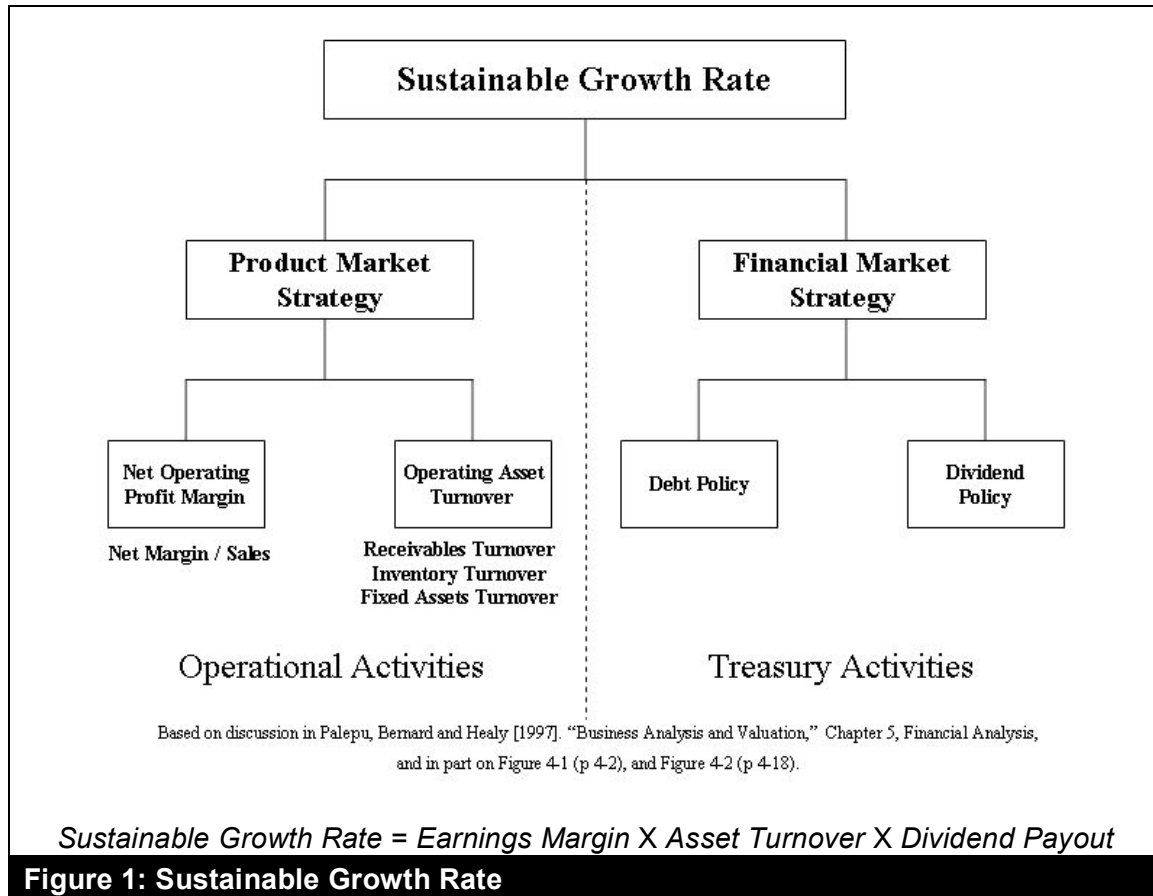 Sustainable Growth Rate
Product Market
Strategy
Financial Market
Strategy
Net Operating
Profit Margin
Operating Asset
Turnover
Debt Policy
Dividend
Policy
Net Margin / Sales
Receivables Turnover
Inventory Turnover
Fixed Assets Turnover
Operational Activities
Treasury Activities
Based on discussion in Palepu, Bernard and Healy [1997]. “Business Analysis and Valuation,” Chapter 5, Financial Analysis,
and in part on Figure 4-1 (p 4-2), and Figure 4-2 (p 4-18).
Sustainable Growth Rate = Earnings Margin X Asset Turnover X Dividend Payout
Figure 1: Sustainable Growth Rate